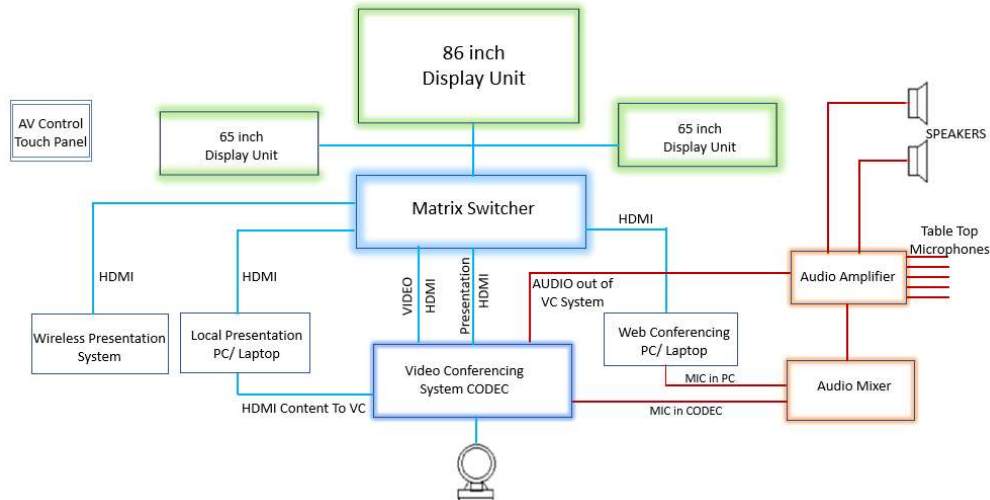 86 inch
Display Unit
AV Control
Touch Panel
65 inch
Display Unit
65 inch
Display Unit
SPEAKERS
Matrix Switcher
HDMI
Table Top
Microphones
HDMI
HDMI
VIDEO
HDMI
Presentation
HDMI
AUDIO out of
VC System
Audio Amplifier
Wireless Presentation
System
Local Presentation
PC/ Laptop
Web Conferencing
PC/ Laptop
Video Conferencing
System CODEC
MIC in PC
Audio Mixer
HDMI Content To VC
MIC in CODEC